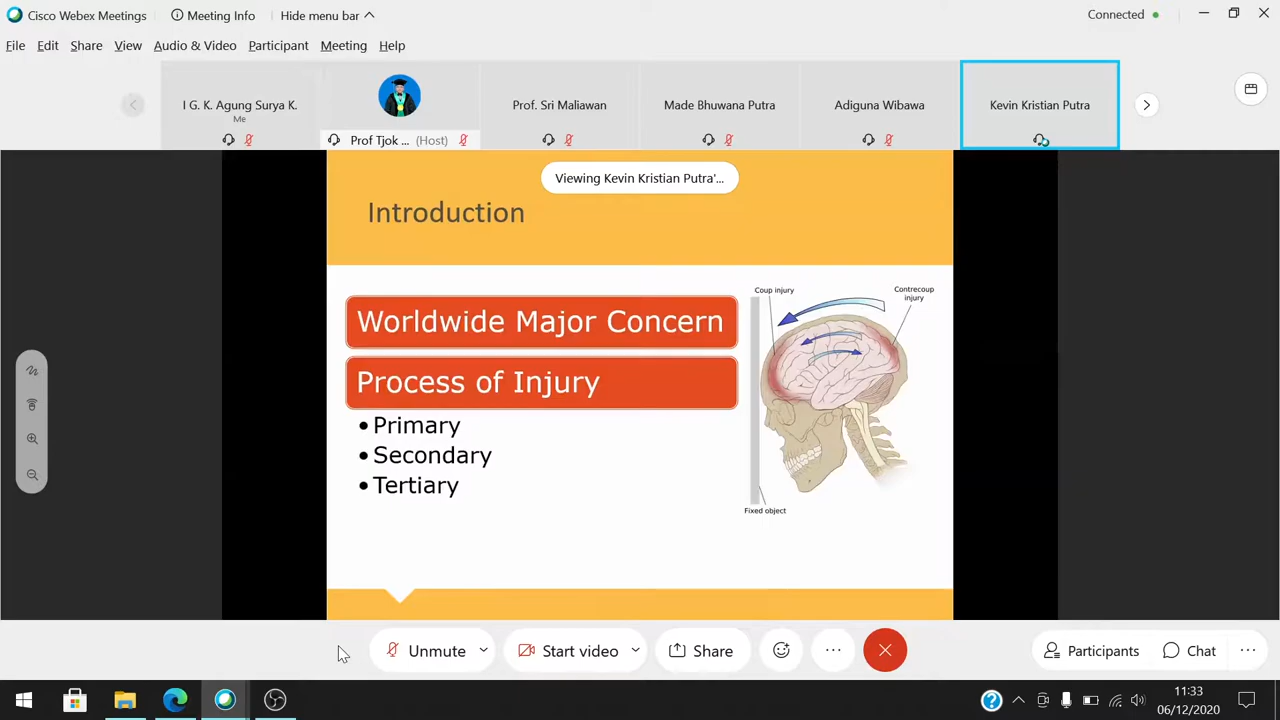 Cisco Webex Meetings
Meeting Info
Hide menu bar
Connected
File Edit Share View Audio & Video Participant Meeting Help
I G. K. Agung Surya K.
Me
Prof Tjok ... (Host)
Prof. Sri Maliawan
Made Bhuwana Putra
Adiguna Wibawa
Kevin Kristian Putra
Viewing Kevin Kristian Putra'...
Introduction
Worldwide Major Concern
Process of Injury
• Primary
• Secondary
• Tertiary
Coup injury
Contrecoup
injury
Fixed object
Unmute
Start video
Share
Participants
Chat
11:33
06/12/2020